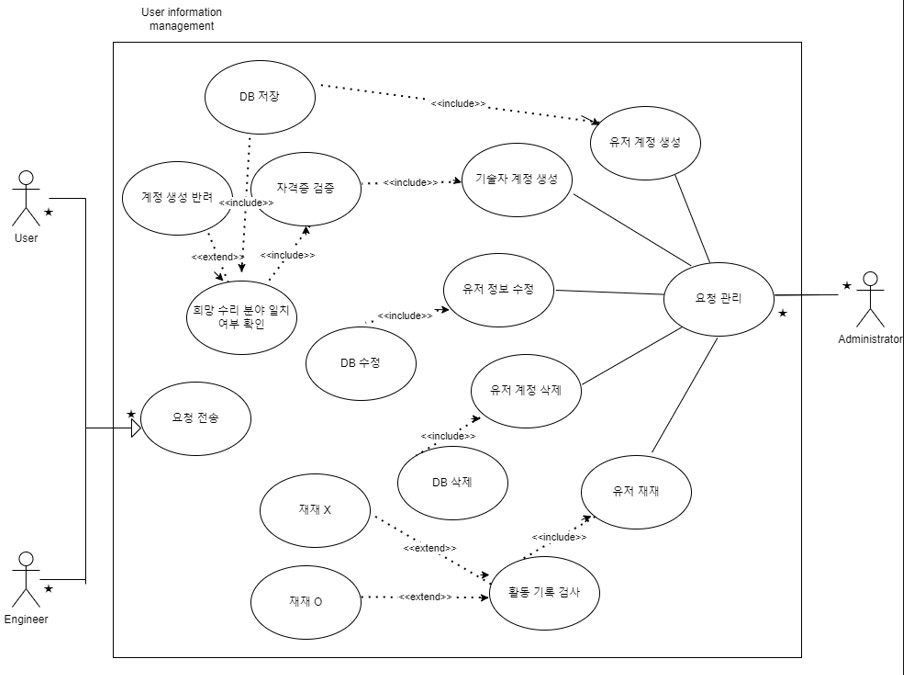 User information
management
DB 저장
<<include>>
유저 계정 생성
계정 생성 반려
<<include>>
자격증 검증
<<include>>
기술자 계정 생성
User
<<extend>>
<<include>>
희망 수리 분야 일치
여부 확인
유저 정보 수정
요청 관리
<<include>>
Administrator
DB 수정
요청 전송
유저 계정 삭제
<<include>>
DB 삭제
유저 재재
재재 X
<<include>>
<<extend>>
재재 O
<<extend>>
활동 기록 검사
Engineer